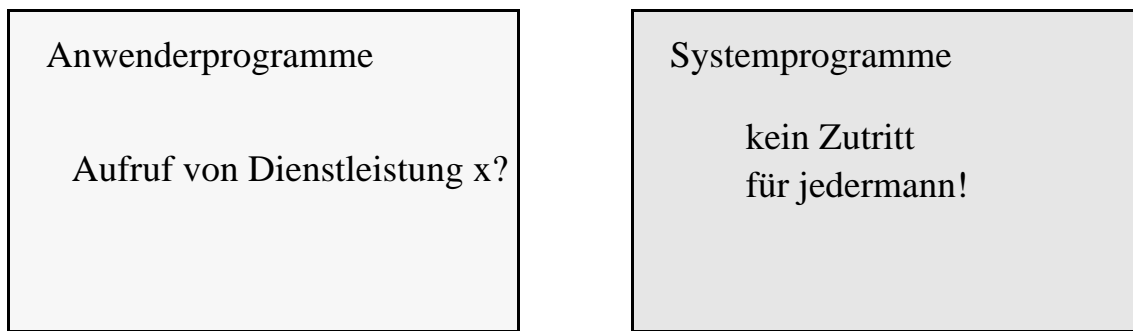 Anwenderprogramme
Aufruf von Dienstleistung x?
Systemprogramme
kein Zutritt
für jedermann!